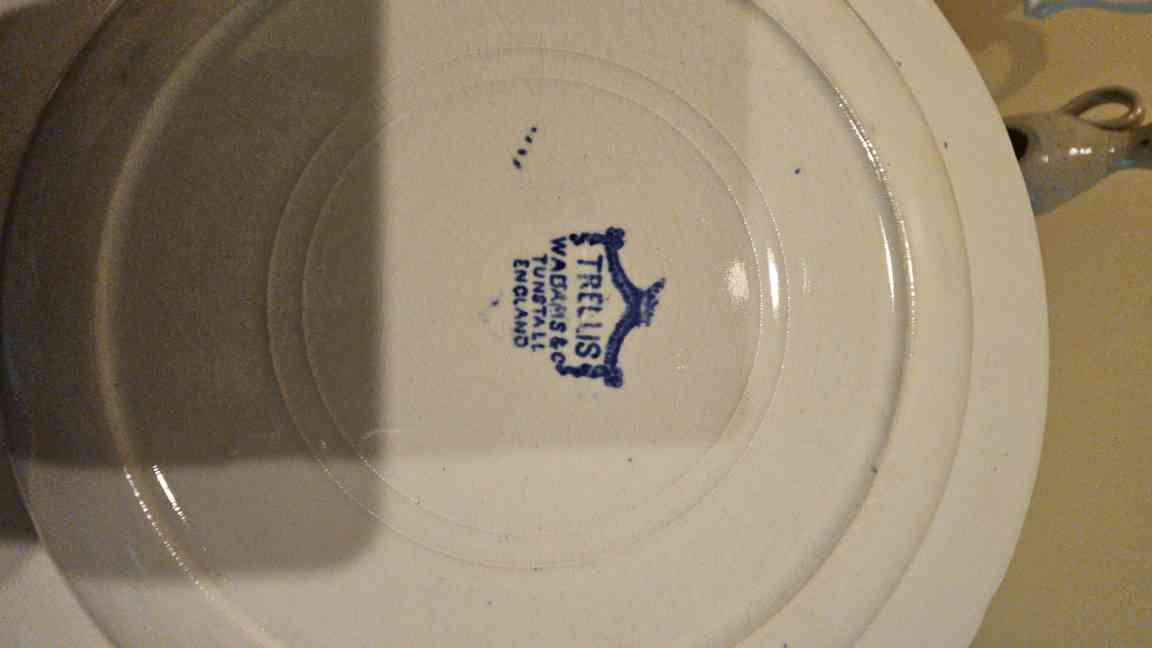 TRELLIS
W ADAMS & CO
TUNSTALL
ENGLAND